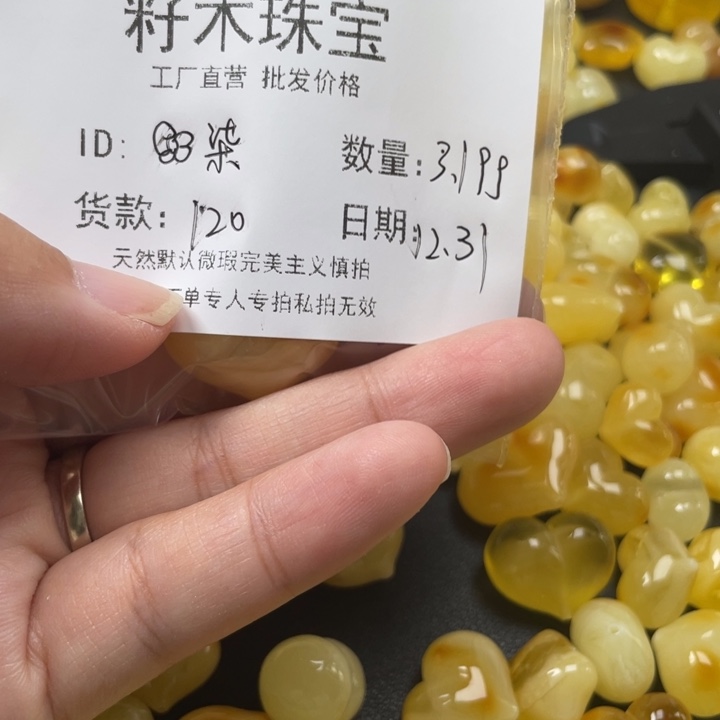 籽木珠宝
工厂直营 批发价格
ID: 柒 数量:3.199
货款:120 日期:12.31
天然默认微瑕完美主义慎拍
单专人专拍私拍无效